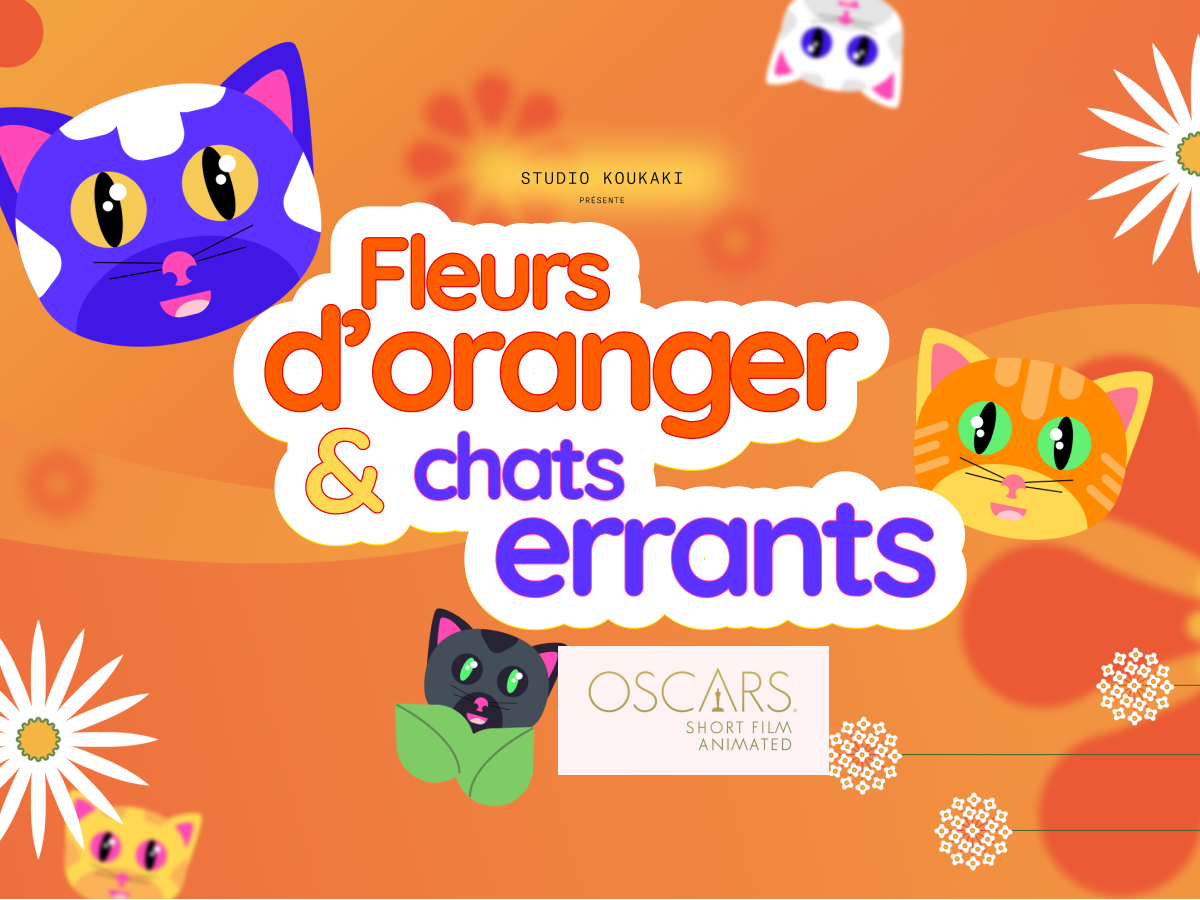 STUDIO KOUKAKI
PRÉSENTE
Fleurs
d'oranger
& chats
errants
OSCARS
SHORT FILM
ANIMATED